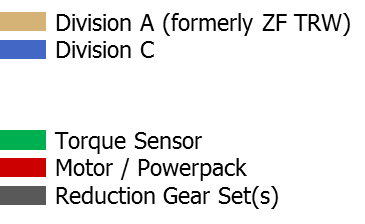 Division A (formerly ZF TRW)
Division C
Torque Sensor
Motor / Powerpack
Reduction Gear Set(s)